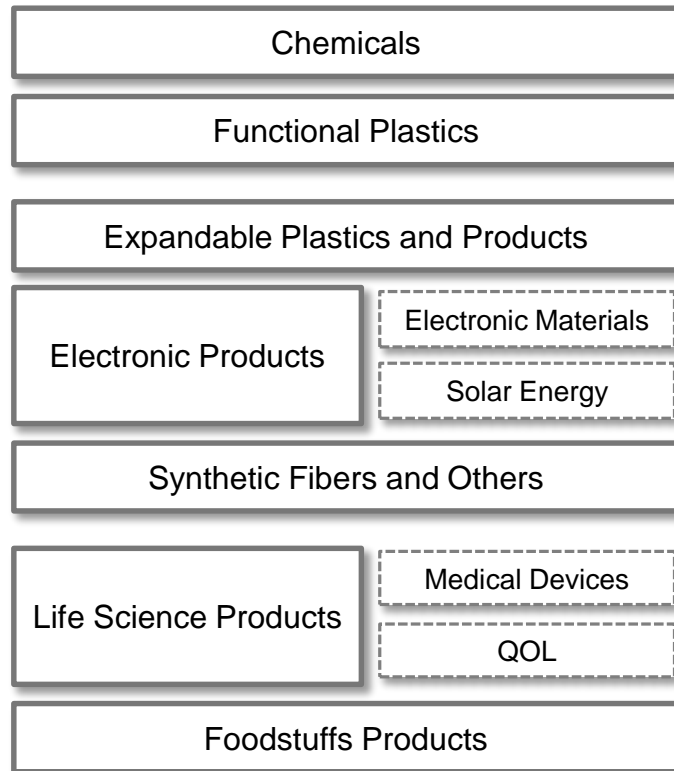 Chemicals
Functional Plastics
Expandable Plastics and Products
Electronic Products
Electronic Materials
Solar Energy
Synthetic Fibers and Others
Life Science Products
Medical Devices
QOL
Foodstuffs Products